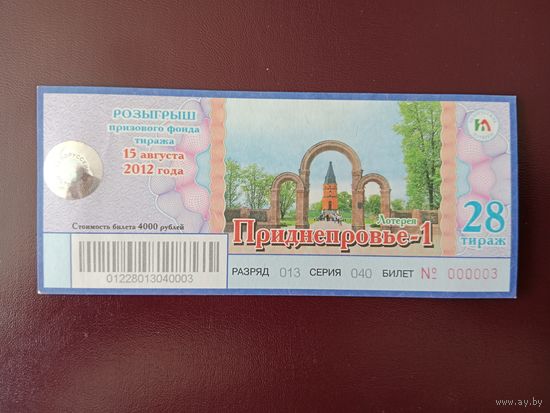 РОЗЫГРЫШ
призового фонда
тиража
15 августа
2012 года
Стоимость билета 4000 рублей
01228013040003
Лотерея
Приднепровье-1
28
тираж
РАЗРЯД 013 СЕРИЯ 040 БИЛЕТ № 000003
www.ay.by